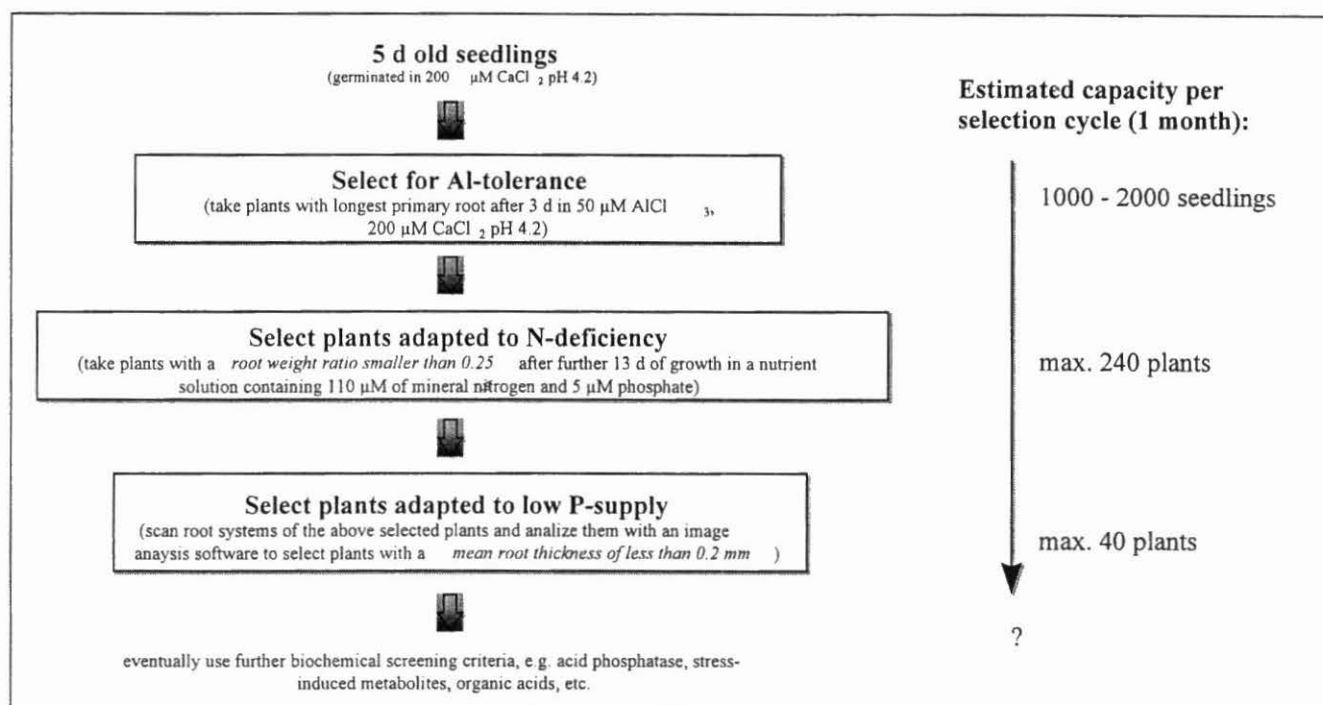 5 d old seedlings
(germinated in 200 µM CaCl 2 pH 4.2)
Estimated capacity per
selection cycle (1 month):
Select for Al-tolerance
(take plants with longest primary root after 3 d in 50 µM AlCl 3,
200 µM CaCl 2 pH 4.2)
1000 - 2000 seedlings
Select plants adapted to N-deficiency
(take plants with a root weight ratio smaller than 0.25 after further 13 d of growth in a nutrient
solution containing 110 µM of mineral nitrogen and 5 µM phosphate)
max. 240 plants
Select plants adapted to low P-supply
(scan root systems of the above selected plants and analize them with an image
anaysis software to select plants with a mean root thickness of less than 0.2 mm )
max. 40 plants
?
eventually use further biochemical screening criteria, e.g. acid phosphatase, stress-
induced metabolites, organic acids, etc.